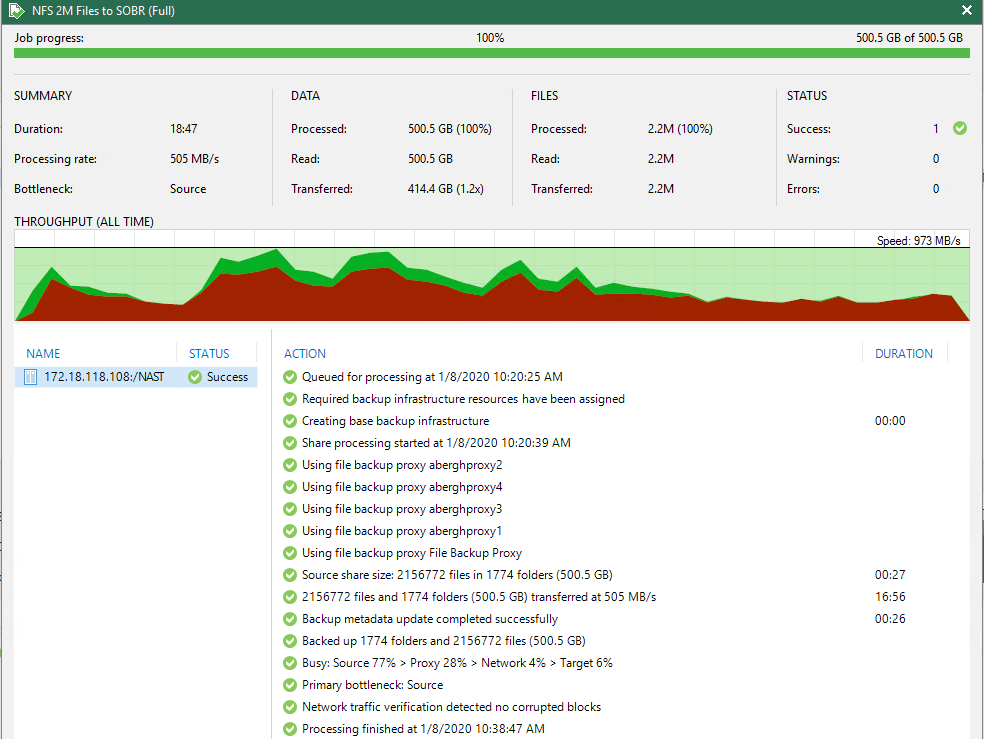 NFS 2M Files to SOBR (Full)
Job progress: 100% 500.5 GB of 500.5 GB
SUMMARY
Duration: 18:47
Processing rate: 505 MB/s
Bottleneck: Source
DATA
Processed: 500.5 GB (100%)
Read: 500.5 GB
Transferred: 414.4 GB (1.2x)
FILES
Processed: 2.2M (100%)
Read: 2.2M
Transferred: 2.2M
STATUS
Success: 1
Warnings: 0
Errors: 0
THROUGHPUT (ALL TIME)
Speed: 973 MB/s
NAME STATUS
172.18.118.108:/NAST Success
ACTION DURATION
Queued for processing at 1/8/2020 10:20:25 AM
Required backup infrastructure resources have been assigned
Creating base backup infrastructure 00:00
Share processing started at 1/8/2020 10:20:39 AM
Using file backup proxy aberghproxy2
Using file backup proxy aberghproxy4
Using file backup proxy aberghproxy3
Using file backup proxy aberghproxy1
Using file backup proxy File Backup Proxy
Source share size: 2156772 files in 1774 folders (500.5 GB) 00:27
2156772 files and 1774 folders (500.5 GB) transferred at 505 MB/s 16:56
Backup metadata update completed successfully 00:26
Backed up 1774 folders and 2156772 files (500.5 GB)
Busy: Source 77% > Proxy 28% > Network 4% > Target 6%
Primary bottleneck: Source
Network traffic verification detected no corrupted blocks
Processing finished at 1/8/2020 10:38:47 AM